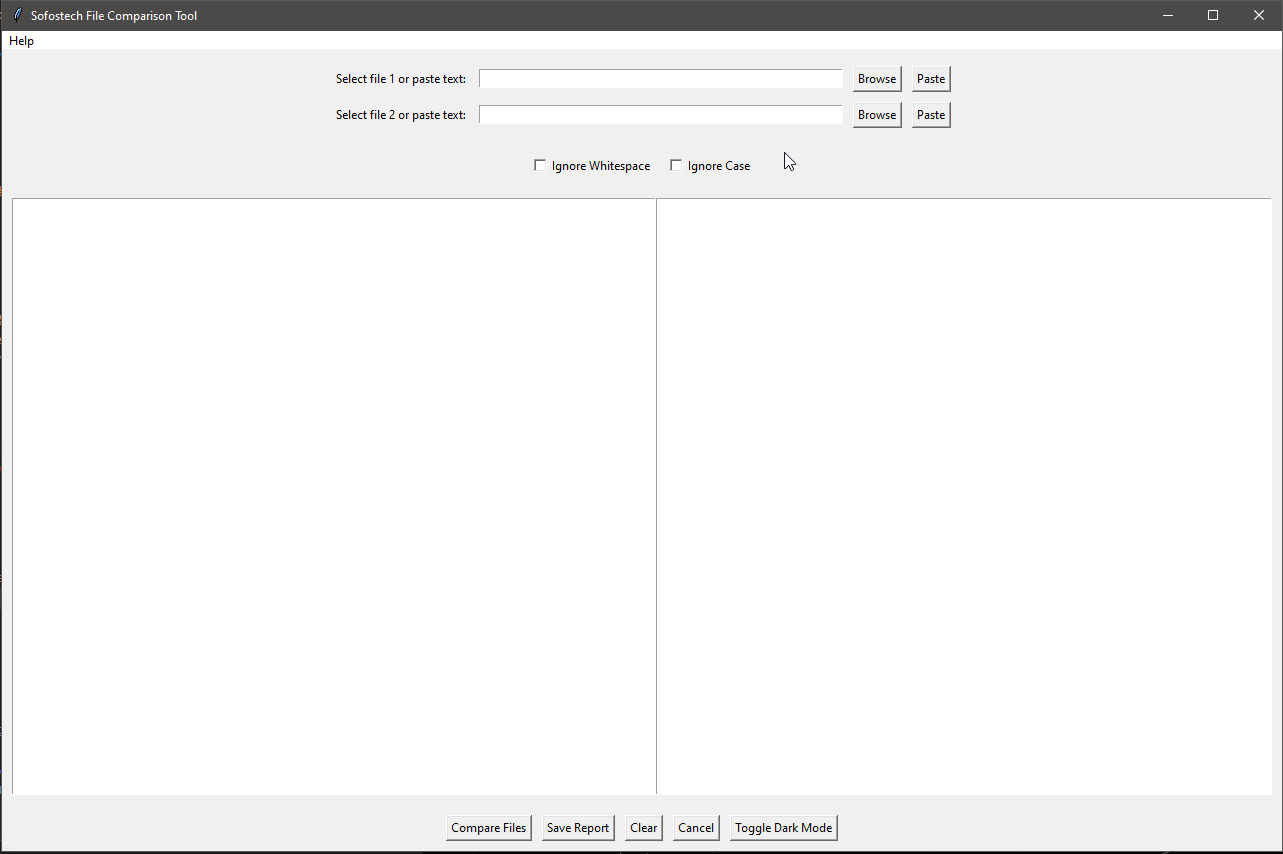 Sofostech File Comparison Tool
Help
Select file 1 or paste text: Browse Paste
Select file 2 or paste text: Browse Paste
Ignore Whitespace Ignore Case
Compare Files Save Report Clear Cancel Toggle Dark Mode